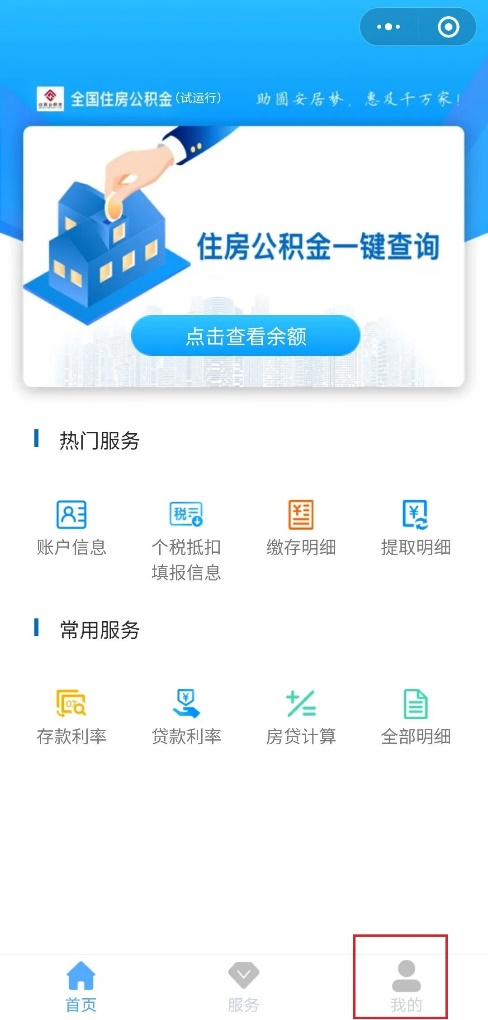 全国住房公积金(试运行)
助圆安居梦，惠及千万家！
住房公积金一键查询
点击查看余额
热门服务
账户信息
个税抵扣
填报信息
缴存明细
提取明细
常用服务
存款利率
贷款利率
房贷计算
全部明细
首页
服务
我的